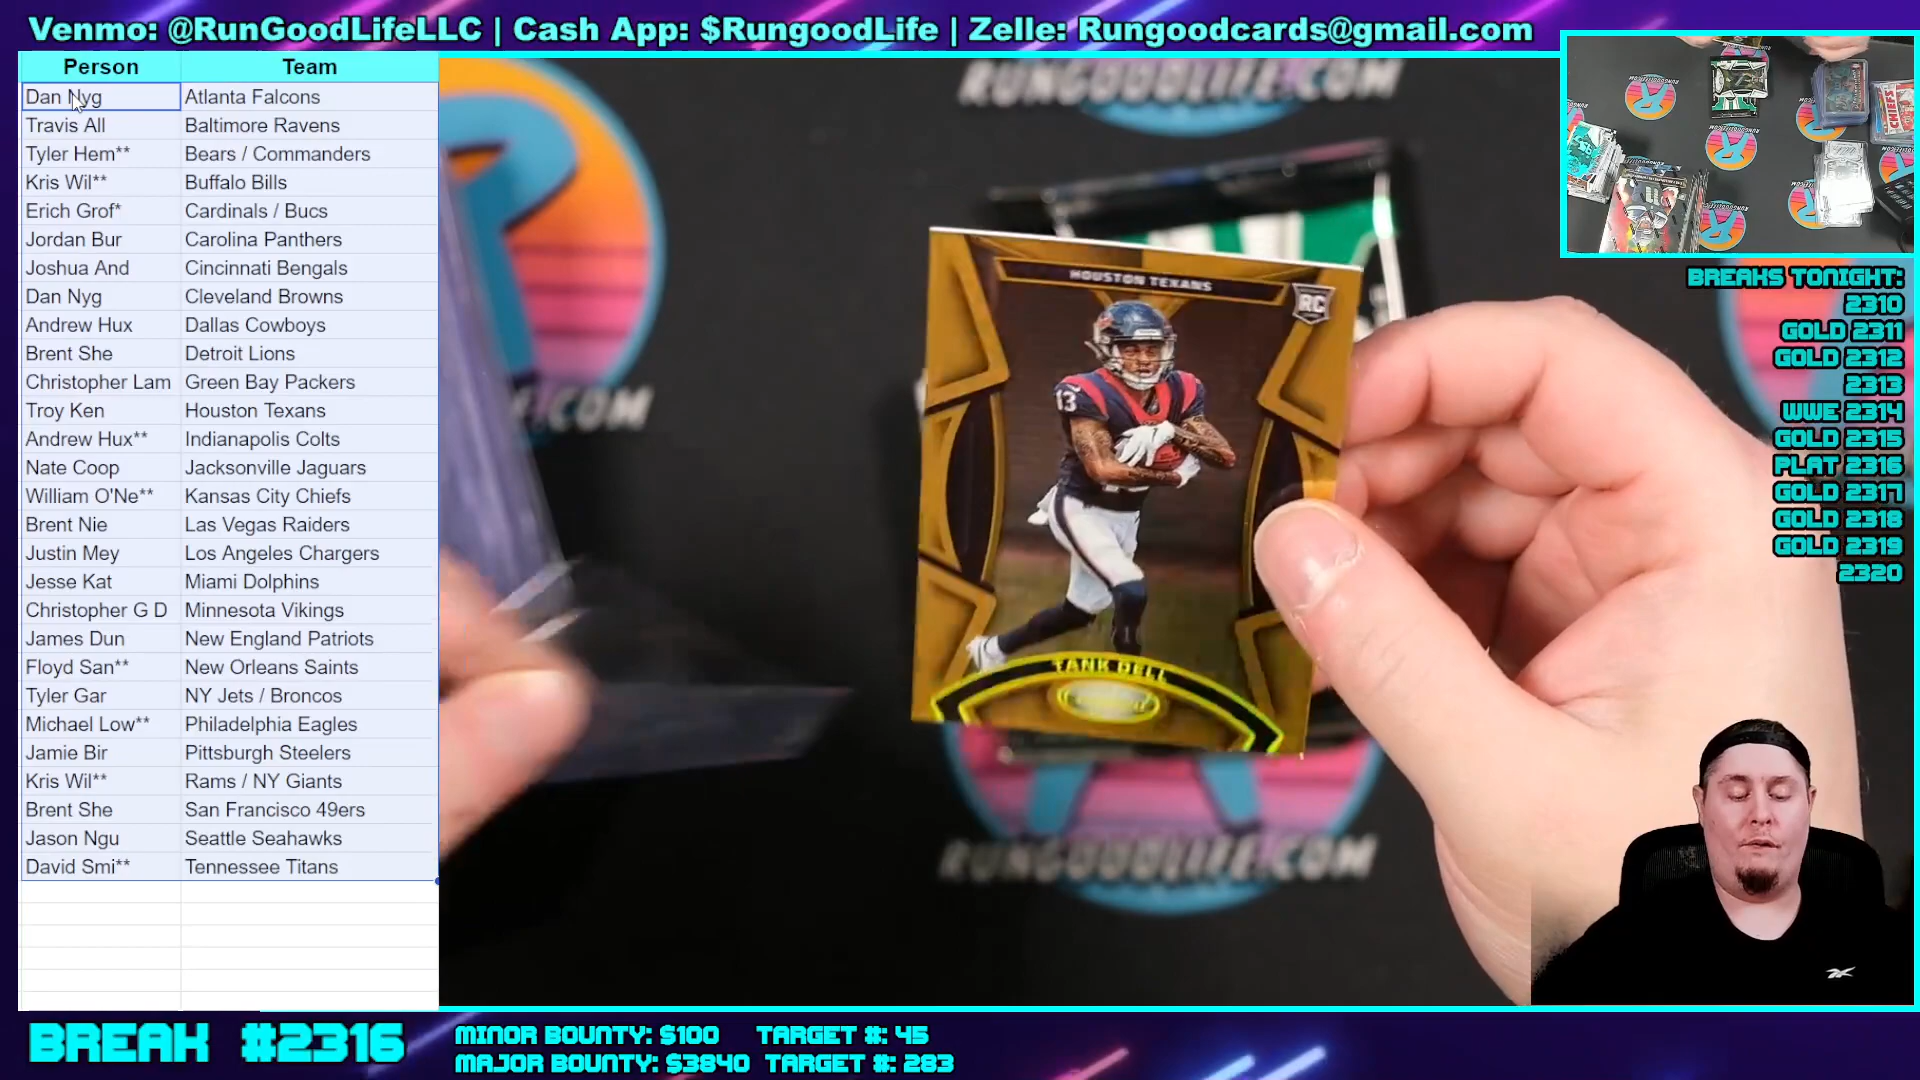 Venmo: @RunGoodLifeLLC | Cash App: $RungoodLife | Zelle: Rungoodcards@gmail.com
Person Team
Dan Nyg Atlanta Falcons
Travis All Baltimore Ravens
Tyler Hem** Bears / Commanders
Kris Wil** Buffalo Bills
Erich Grof* Cardinals / Bucs
Jordan Bur Carolina Panthers
Joshua And Cincinnati Bengals
Dan Nyg Cleveland Browns
Andrew Hux Dallas Cowboys
Brent She Detroit Lions
Christopher Lam Green Bay Packers
Troy Ken Houston Texans
Andrew Hux** Indianapolis Colts
Nate Coop Jacksonville Jaguars
William O'Ne** Kansas City Chiefs
Brent Nie Las Vegas Raiders
Justin Mey Los Angeles Chargers
Jesse Kat Miami Dolphins
Christopher G D Minnesota Vikings
James Dun New England Patriots
Floyd San** New Orleans Saints
Tyler Gar NY Jets / Broncos
Michael Low** Philadelphia Eagles
Jamie Bir Pittsburgh Steelers
Kris Wil** Rams / NY Giants
Brent She San Francisco 49ers
Jason Ngu Seattle Seahawks
David Smi** Tennessee Titans
RUNGOODLIFE.COM
E.COM
HOUSTON TEXANS
RC
13
TANK DELL
RUNGOODLIFE.COM
CHIEFS
BREAKS TONIGHT:
2310
GOLD 2311
GOLD 2312
2313
WWE 2314
GOLD 2315
PLAT 2316
GOLD 2317
GOLD 2318
GOLD 2319
2320
BREAK #2316
MINOR BOUNTY: $100 TARGET #: 45
MAJOR BOUNTY: $3840 TARGET #: 283